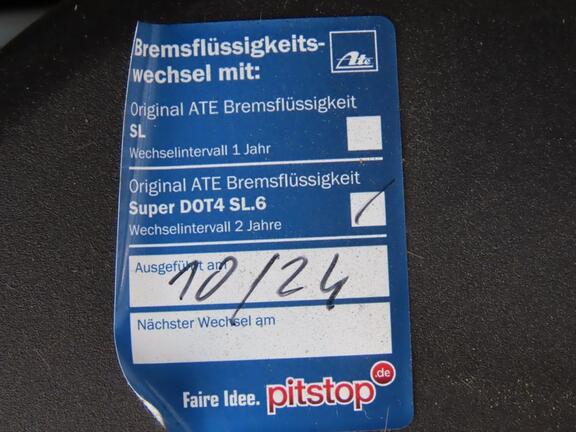 Bremsflüssigkeits-
wechsel mit:
Ate
Original ATE Bremsflüssigkeit
SL
Wechselintervall 1 Jahr
Original ATE Bremsflüssigkeit
Super DOT4 SL.6
Wechselintervall 2 Jahre
Ausgeführt am
10/24
Nächster Wechsel am
Faire Idee. pitstop.de